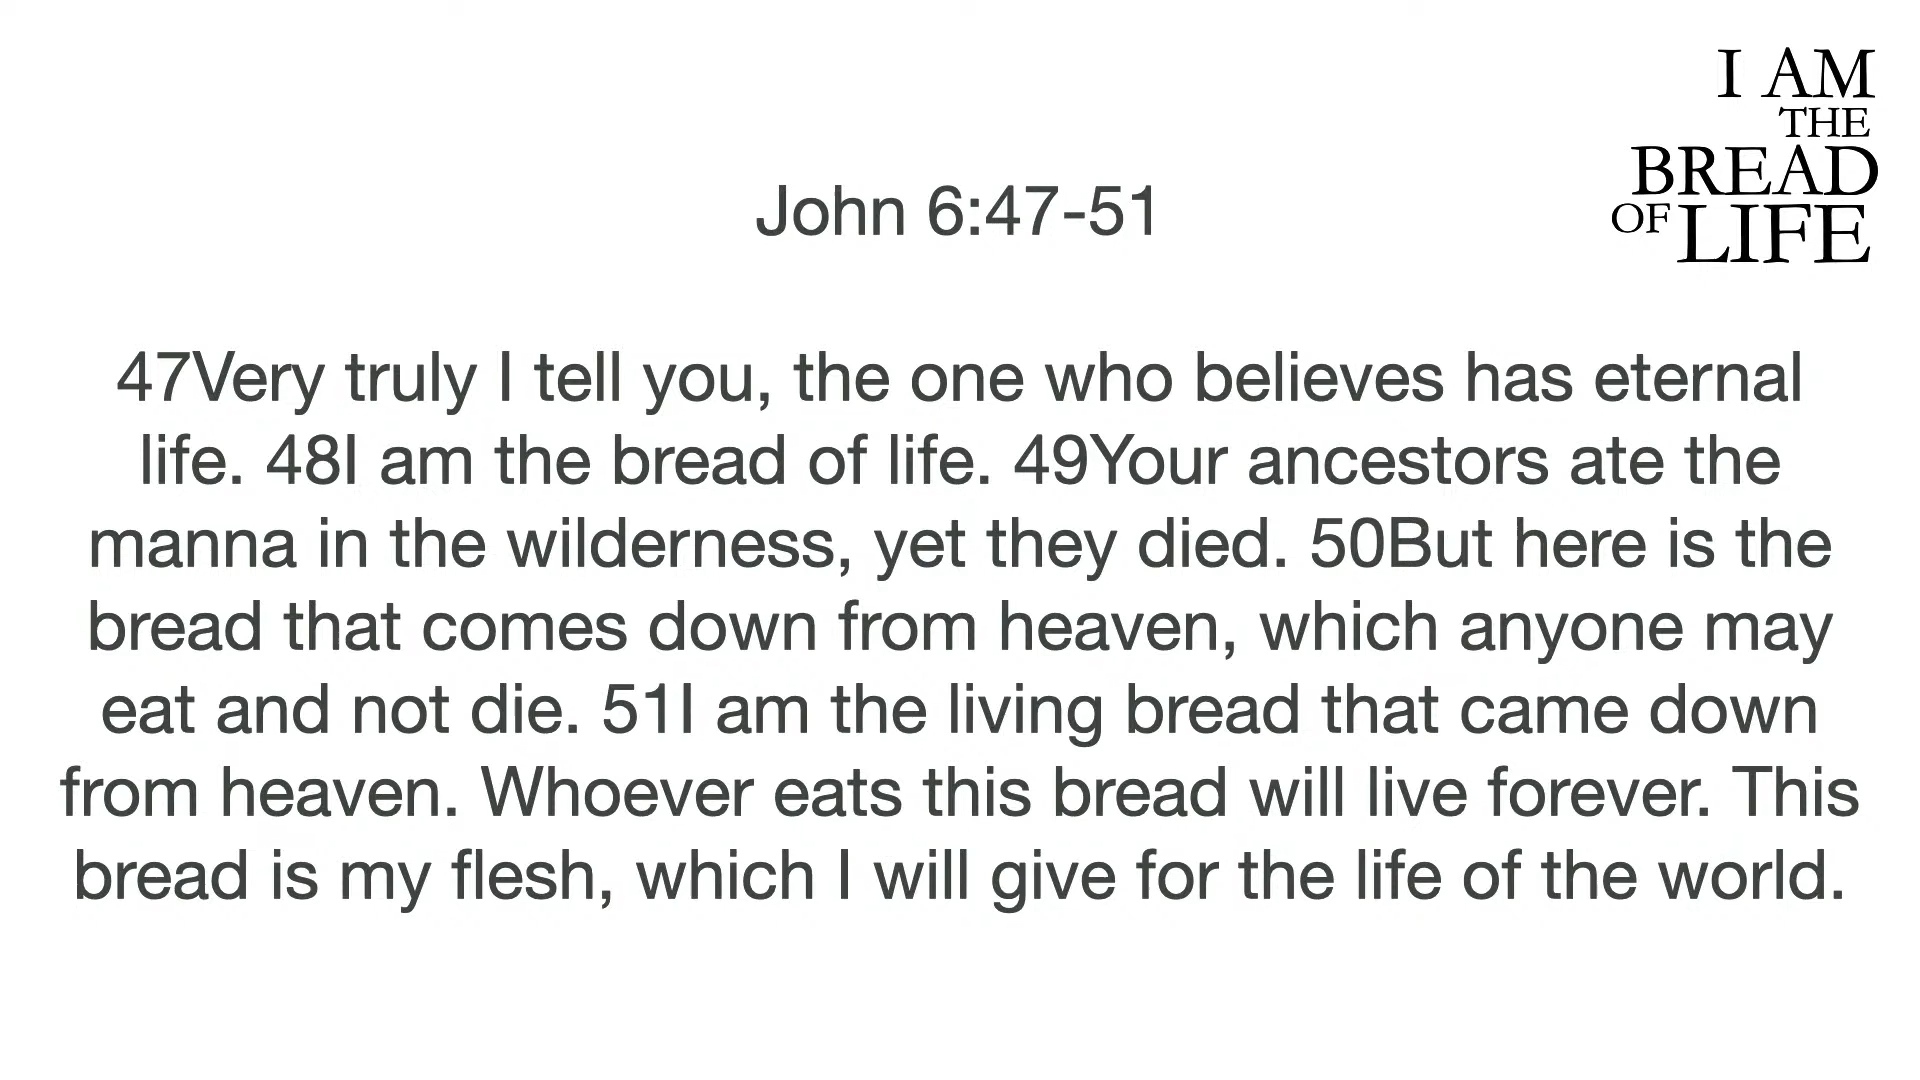 I AM
THE
BREAD
OF LIFE
John 6:47-51
47Very truly I tell you, the one who believes has eternal
life. 48I am the bread of life. 49Your ancestors ate the
manna in the wilderness, yet they died. 50But here is the
bread that comes down from heaven, which anyone may
eat and not die. 51I am the living bread that came down
from heaven. Whoever eats this bread will live forever. This
bread is my flesh, which I will give for the life of the world.